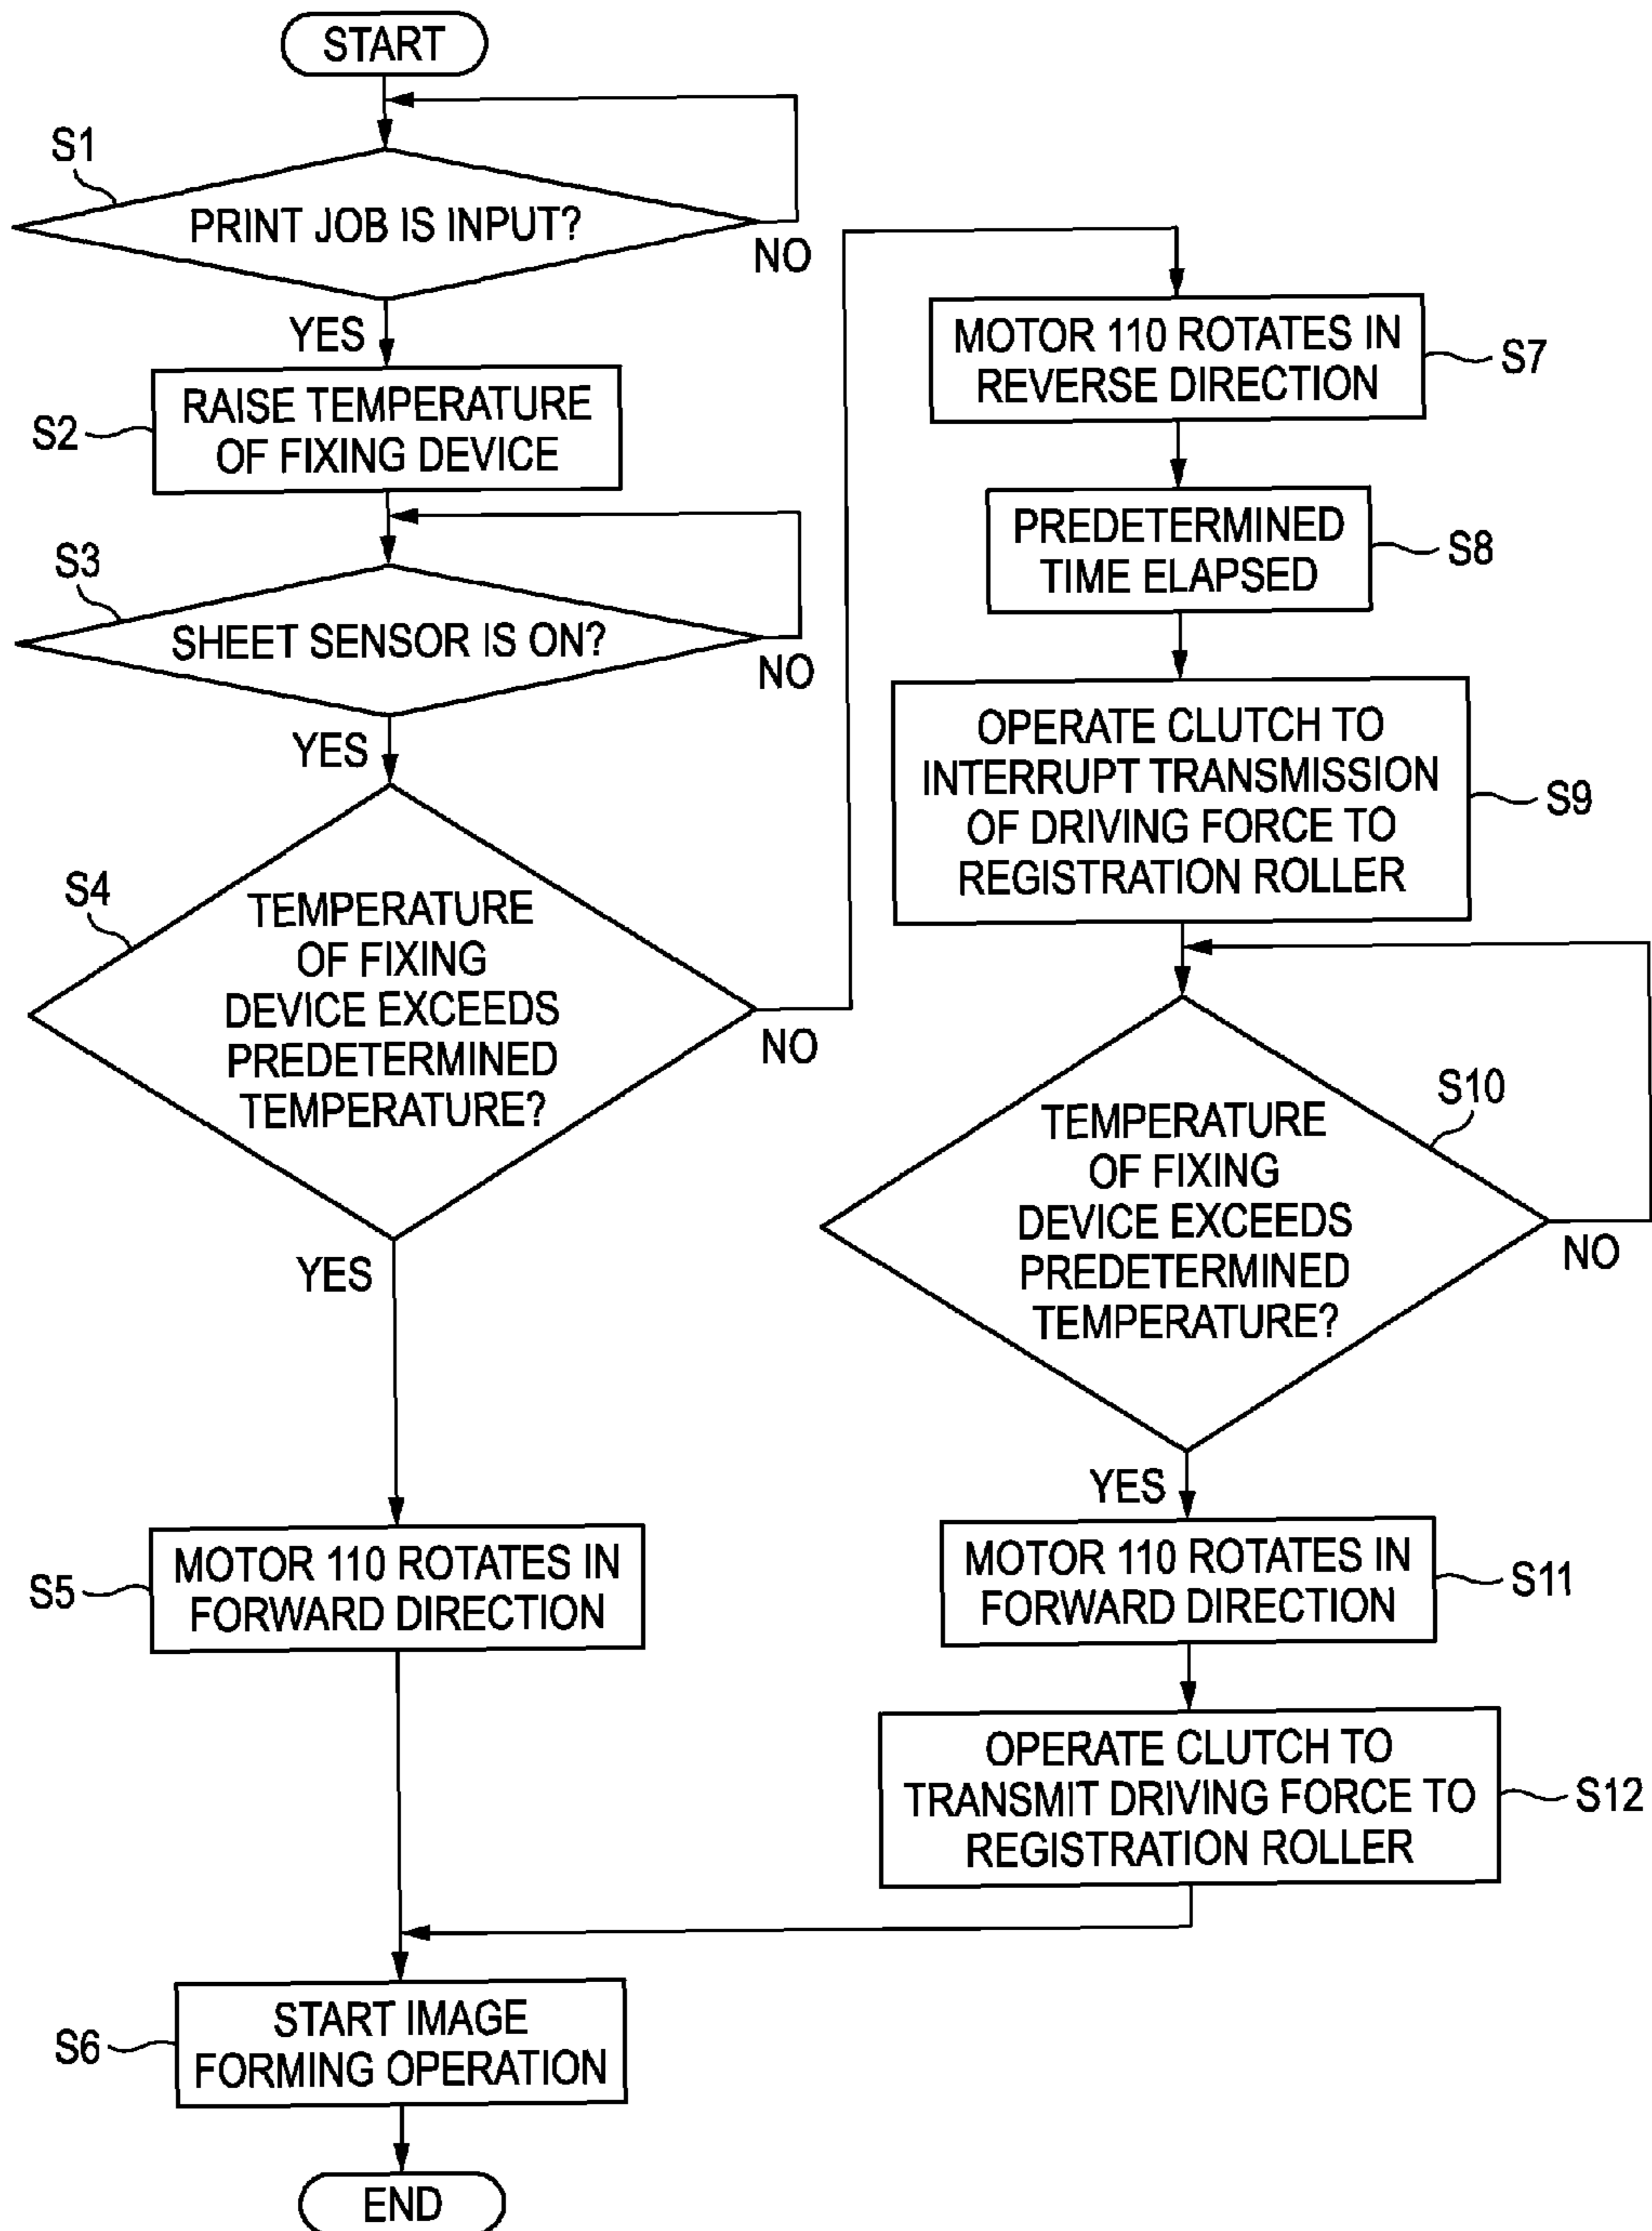 START
S1
PRINT JOB IS INPUT?
NO
YES
S2
RAISE TEMPERATURE
OF FIXING DEVICE
S3
SHEET SENSOR IS ON?
NO
YES
S4
TEMPERATURE
OF FIXING
DEVICE EXCEEDS
PREDETERMINED
TEMPERATURE?
NO
YES
S5
MOTOR 110 ROTATES IN
FORWARD DIRECTION
S6
START IMAGE
FORMING OPERATION
END
MOTOR 110 ROTATES IN
REVERSE DIRECTION
S7
PREDETERMINED
TIME ELAPSED
S8
OPERATE CLUTCH TO
INTERRUPT TRANSMISSION
OF DRIVING FORCE TO
REGISTRATION ROLLER
S9
S10
TEMPERATURE
OF FIXING
DEVICE EXCEEDS
PREDETERMINED
TEMPERATURE?
NO
YES
MOTOR 110 ROTATES IN
FORWARD DIRECTION
S11
OPERATE CLUTCH TO
TRANSMIT DRIVING FORCE TO
REGISTRATION ROLLER
S12